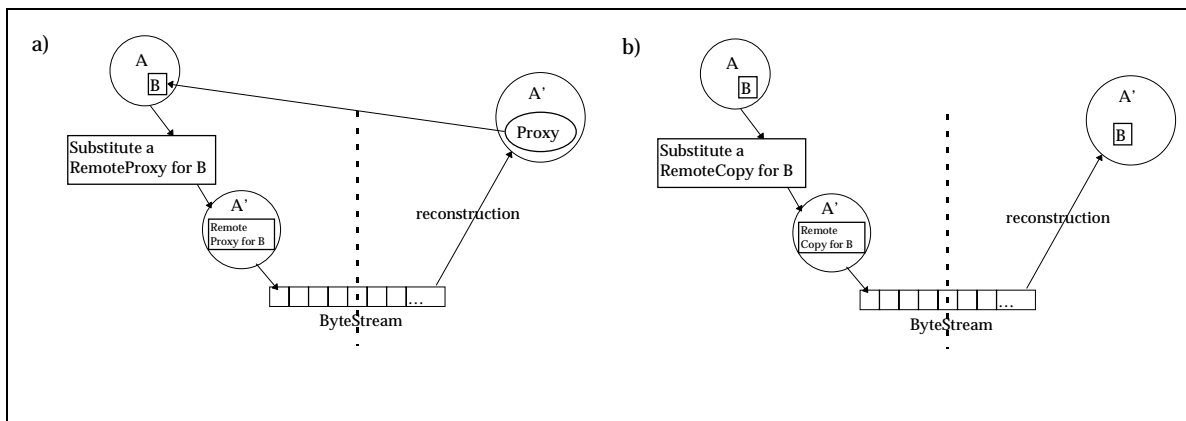 a)
A
B
Substitute a
RemoteProxy for B
A'
Remote
Proxy for B
...
ByteStream
reconstruction
A'
Proxy
b)
A
B
Substitute a
RemoteCopy for B
A'
Remote
Copy for B
...
ByteStream
reconstruction
A'
B